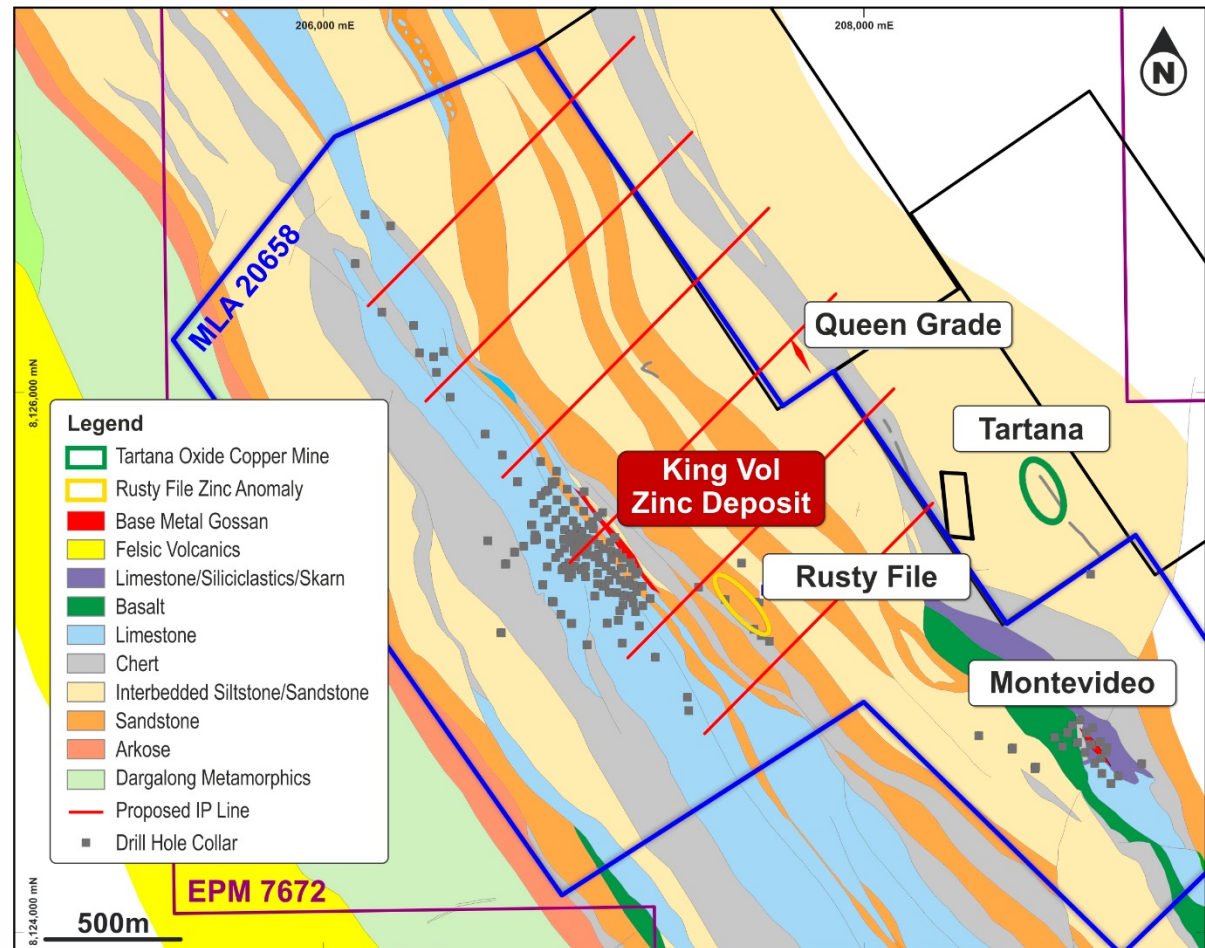 206,000 mE
208,000 mE
N
MLA 20658
8,126,000 mN
Queen Grade
Tartana
King Vol
Zinc Deposit
Rusty File
Montevideo
Legend
Tartana Oxide Copper Mine
Rusty File Zinc Anomaly
Base Metal Gossan
Felsic Volcanics
Limestone/Siliciclastics/Skarn
Basalt
Limestone
Chert
Interbedded Siltstone/Sandstone
Sandstone
Arkose
Dargalong Metamorphics
Proposed IP Line
Drill Hole Collar
EPM 7672
500m
8,124,000 mN